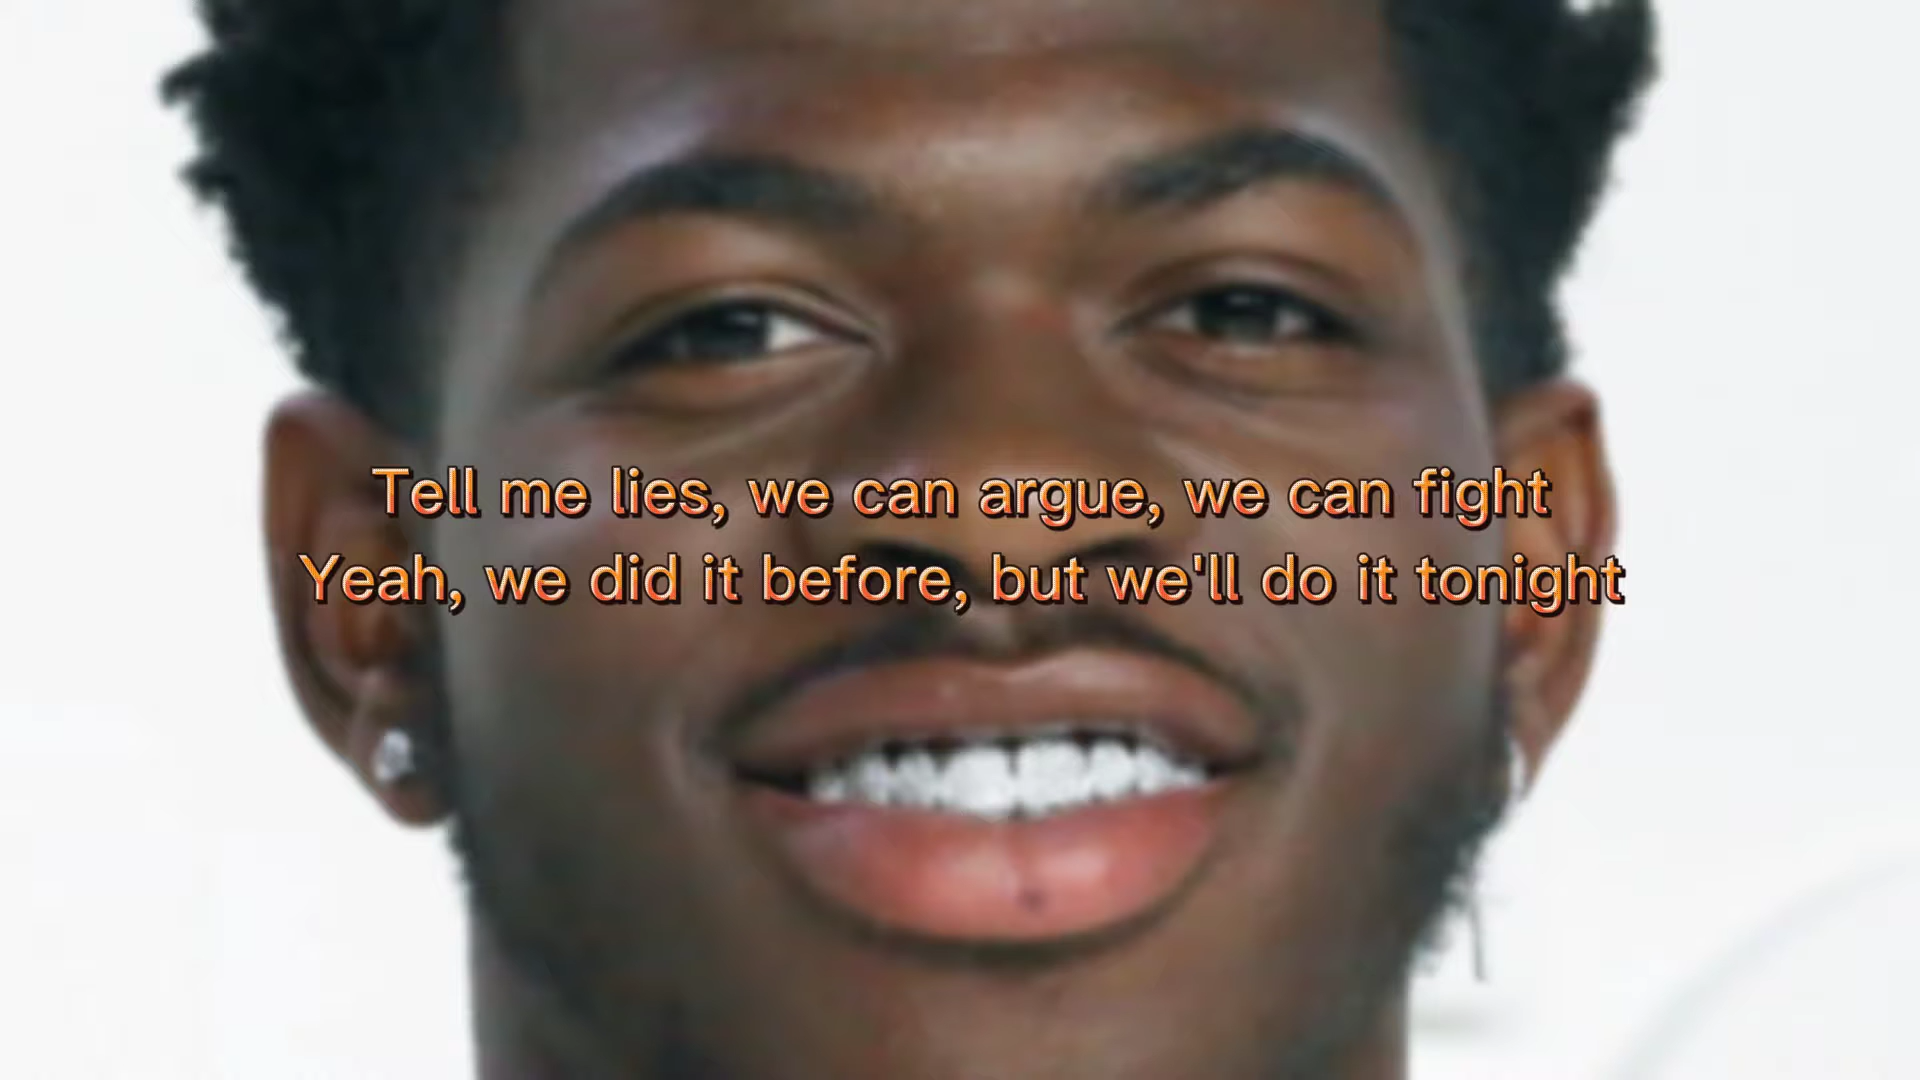 Tell me lies, we can argue, we can fight
Yeah, we did it before, but we'll do it tonight